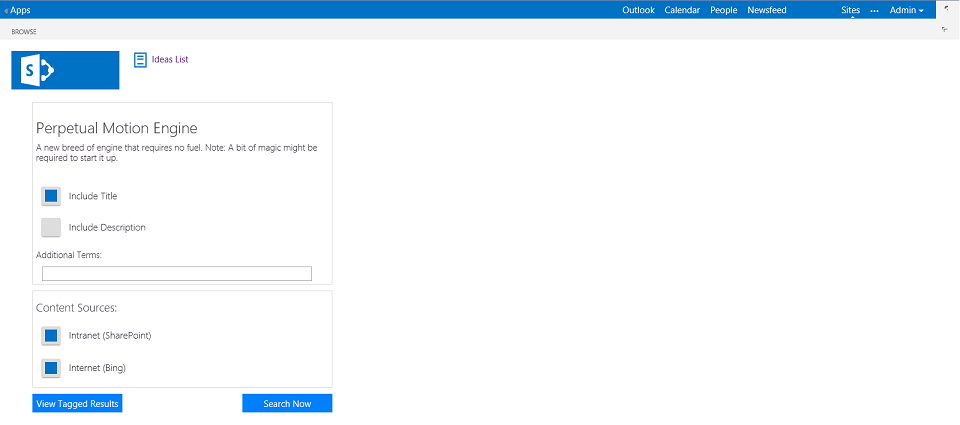 Apps
Outlook Calendar People Newsfeed Sites ••• Admin
BROWSE
S
Ideas List
Perpetual Motion Engine
A new breed of engine that requires no fuel. Note: A bit of magic might be
required to start it up.
Include Title
Include Description
Additional Terms:
Content Sources:
Intranet (SharePoint)
Internet (Bing)
View Tagged Results
Search Now